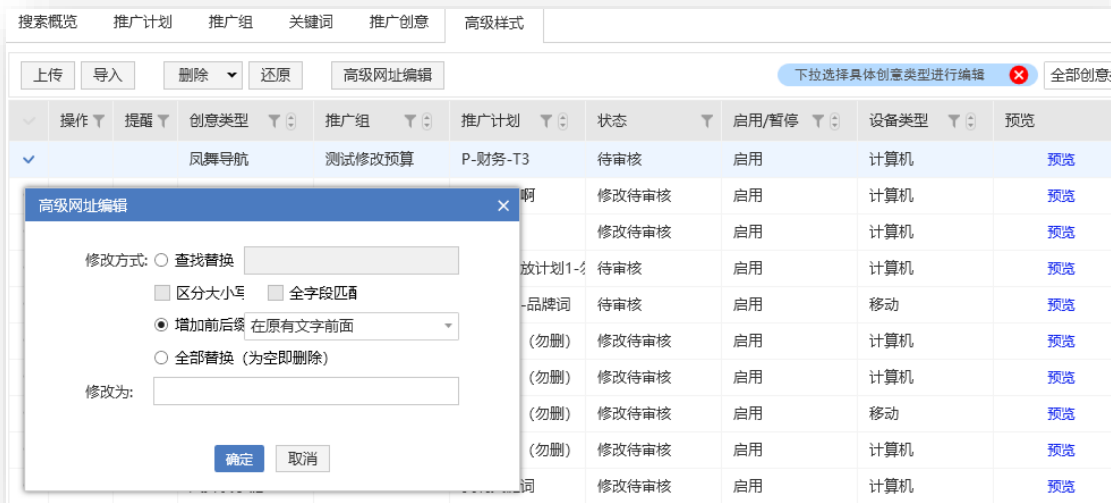 搜索概览 推广计划 推广组 关键词 推广创意 高级样式
上传 导入 删除 还原 高级网址编辑 下拉选择具体创意类型进行编辑 全部创意
操作 提醒 创意类型 推广组 推广计划 状态 启用/暂停 设备类型 预览
凤舞导航 测试修改预算 P-财务-T3 待审核 启用 计算机 预览
啊 修改待审核 启用 计算机 预览
修改待审核 启用 计算机 预览
放计划1-勿 待审核 启用 计算机 预览
-品牌词 待审核 启用 移动 预览
(勿删) 修改待审核 启用 计算机 预览
(勿删) 修改待审核 启用 计算机 预览
(勿删) 修改待审核 启用 移动 预览
(勿删) 修改待审核 启用 计算机 预览
词 修改待审核 启用 计算机 预览
高级网址编辑
修改方式: 查找替换
区分大小写 全字段匹配
增加前后缀 在原有文字前面
全部替换 (为空即删除)
修改为:
确定 取消